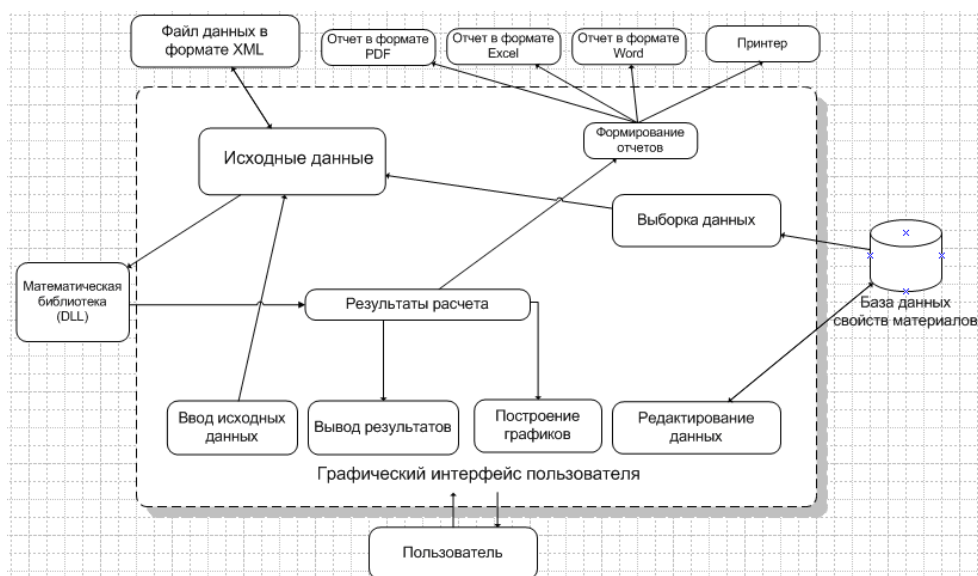 Файл данных в
формате XML
Отчет в формате
PDF
Отчет в формате
Excel
Отчет в формате
Word
Принтер
Формирование
отчетов
Исходные данные
Выборка данных
База данных
свойств материалов
Математическая
библиотека
(DLL)
Результаты расчета
Ввод исходных
данных
Вывод результатов
Построение
графиков
Редактирование
данных
Графический интерфейс пользователя
Пользователь